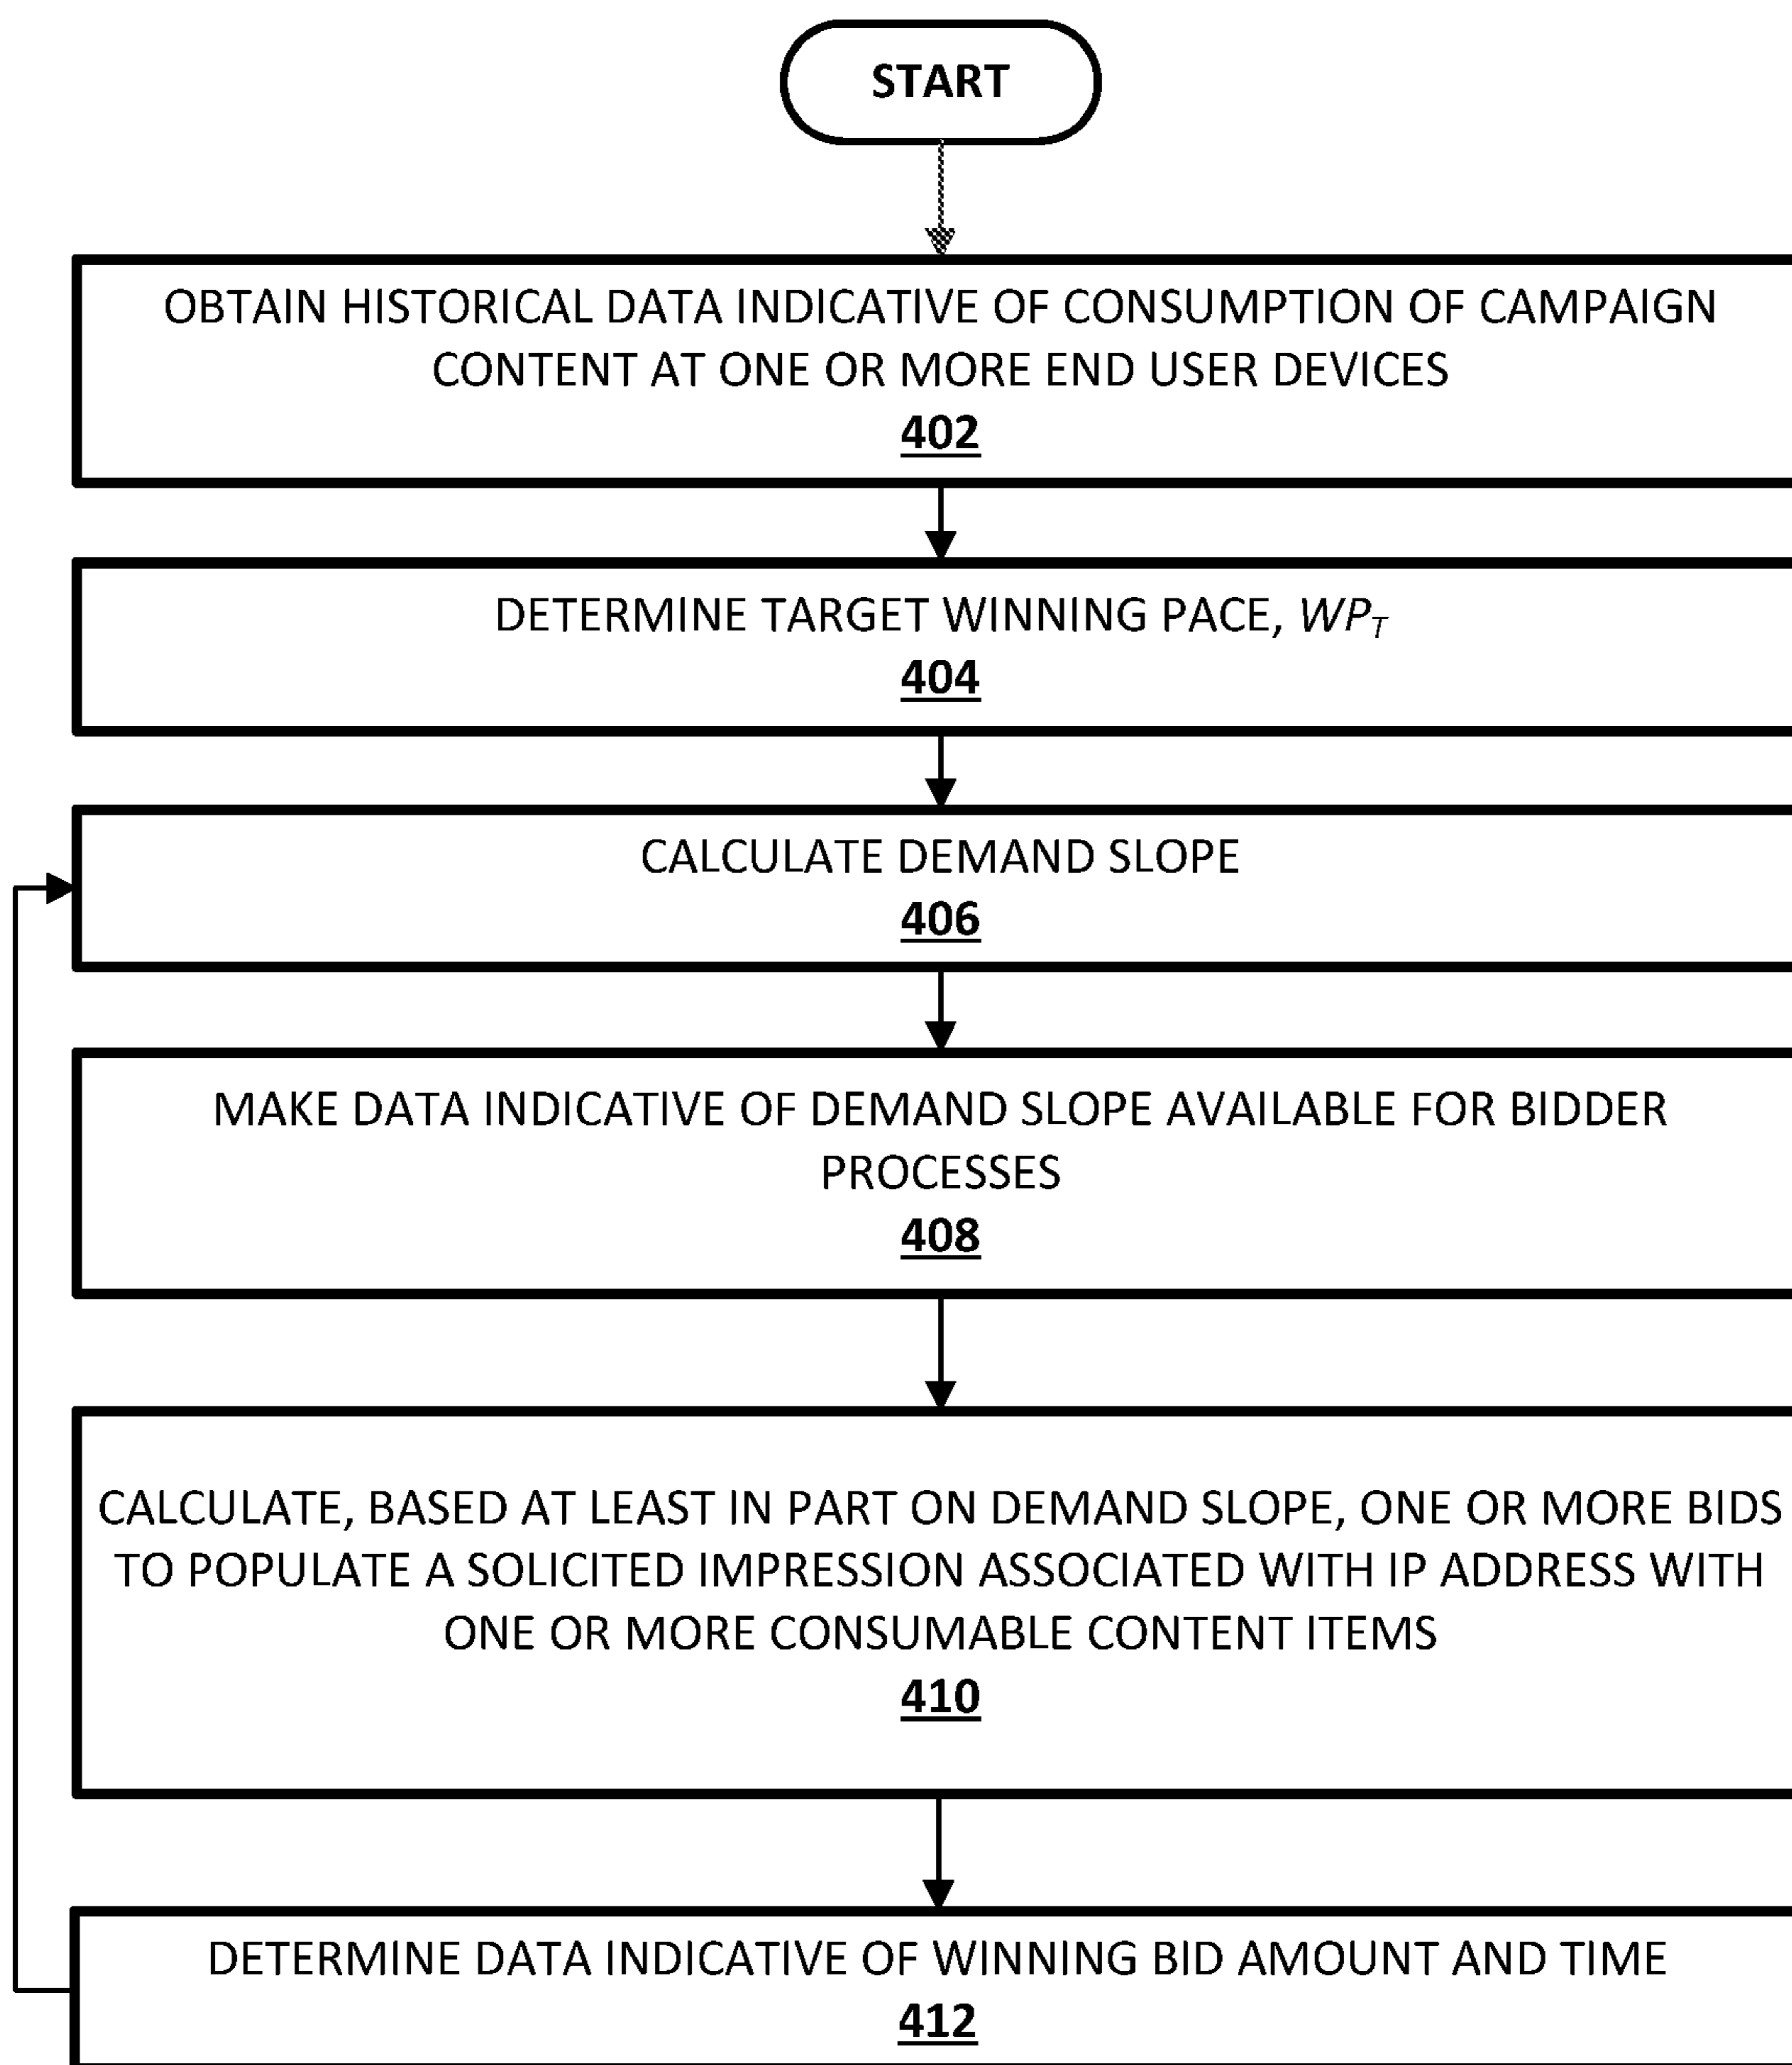 START
OBTAIN HISTORICAL DATA INDICATIVE OF CONSUMPTION OF CAMPAIGN
CONTENT AT ONE OR MORE END USER DEVICES
402
DETERMINE TARGET WINNING PACE, WP_T
404
CALCULATE DEMAND SLOPE
406
MAKE DATA INDICATIVE OF DEMAND SLOPE AVAILABLE FOR BIDDER
PROCESSES
408
CALCULATE, BASED AT LEAST IN PART ON DEMAND SLOPE, ONE OR MORE BIDS
TO POPULATE A SOLICITED IMPRESSION ASSOCIATED WITH IP ADDRESS WITH
ONE OR MORE CONSUMABLE CONTENT ITEMS
410
DETERMINE DATA INDICATIVE OF WINNING BID AMOUNT AND TIME
412